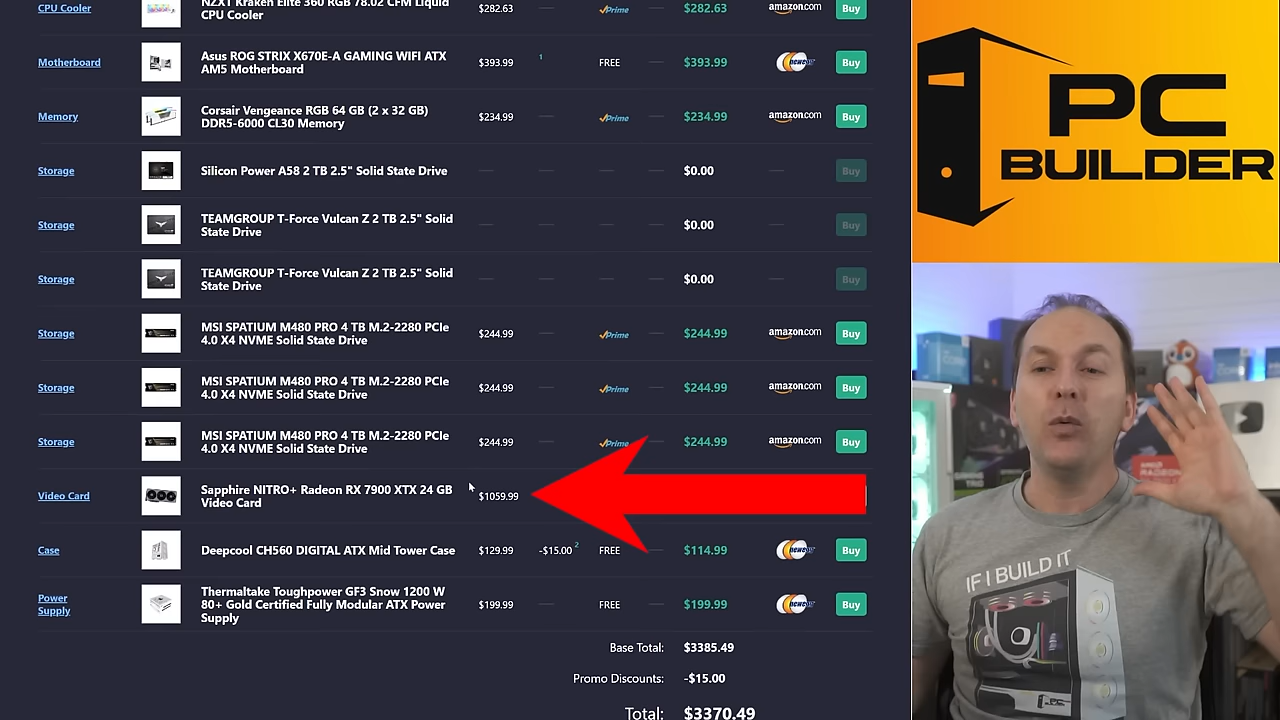 CPU Cooler
NZXT Kraken Elite 360 RGB 78.02 CFM Liquid
CPU Cooler
$282.63
Prime
$282.63
amazon.com
Buy
Motherboard
Asus ROG STRIX X670E-A GAMING WIFI ATX
AM5 Motherboard
$393.99
1
FREE
$393.99
newegg
Buy
Memory
Corsair Vengeance RGB 64 GB (2 x 32 GB)
DDR5-6000 CL30 Memory
$234.99
Prime
$234.99
amazon.com
Buy
Storage
Silicon Power A58 2 TB 2.5" Solid State Drive
$0.00
Buy
Storage
TEAMGROUP T-Force Vulcan Z 2 TB 2.5" Solid
State Drive
$0.00
Buy
Storage
TEAMGROUP T-Force Vulcan Z 2 TB 2.5" Solid
State Drive
$0.00
Buy
Storage
MSI SPATIUM M480 PRO 4 TB M.2-2280 PCIe
4.0 X4 NVME Solid State Drive
$244.99
Prime
$244.99
amazon.com
Buy
Storage
MSI SPATIUM M480 PRO 4 TB M.2-2280 PCIe
4.0 X4 NVME Solid State Drive
$244.99
Prime
$244.99
amazon.com
Buy
Storage
MSI SPATIUM M480 PRO 4 TB M.2-2280 PCIe
4.0 X4 NVME Solid State Drive
$244.99
Prime
$244.99
amazon.com
Buy
Video Card
Sapphire NITRO+ Radeon RX 7900 XTX 24 GB
Video Card
$1059.99
Case
Deepcool CH560 DIGITAL ATX Mid Tower Case
$129.99
-$15.00 2
FREE
$114.99
newegg
Buy
Power
Supply
Thermaltake Toughpower GF3 Snow 1200 W
80+ Gold Certified Fully Modular ATX Power
Supply
$199.99
FREE
$199.99
newegg
Buy
Base Total:
$3385.49
Promo Discounts:
-$15.00
Total:
$3370.49
PC
BUILDER
AMD
RADEON
IF I BUILD IT